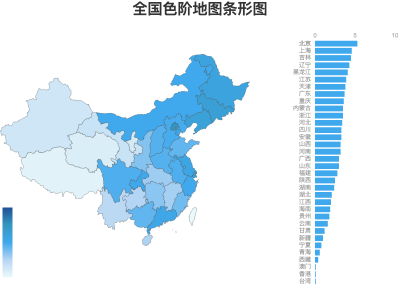 全国色阶地图条形图
0 5 10
北京
上海
吉林
辽宁
黑龙江
江苏
天津
广东
重庆
内蒙古
浙江
河北
四川
安徽
山西
河南
广西
山东
福建
陕西
湖南
湖北
江西
海南
贵州
云南
甘肃
新疆
宁夏
青海
西藏
澳门
香港
台湾